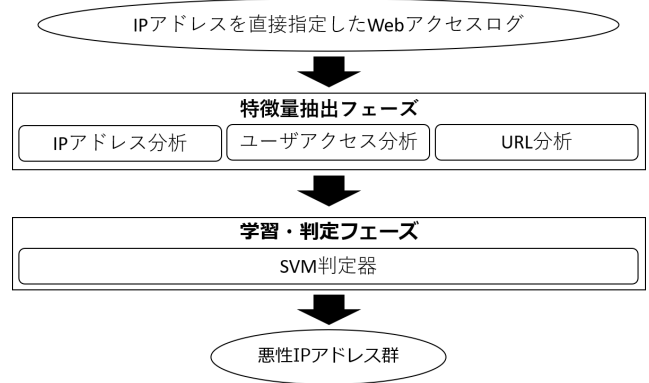 IPアドレスを直接指定したWebアクセスログ
特徴量抽出フェーズ
IPアドレス分析
ユーザアクセス分析
URL分析
学習・判定フェーズ
SVM判定器
悪性IPアドレス群